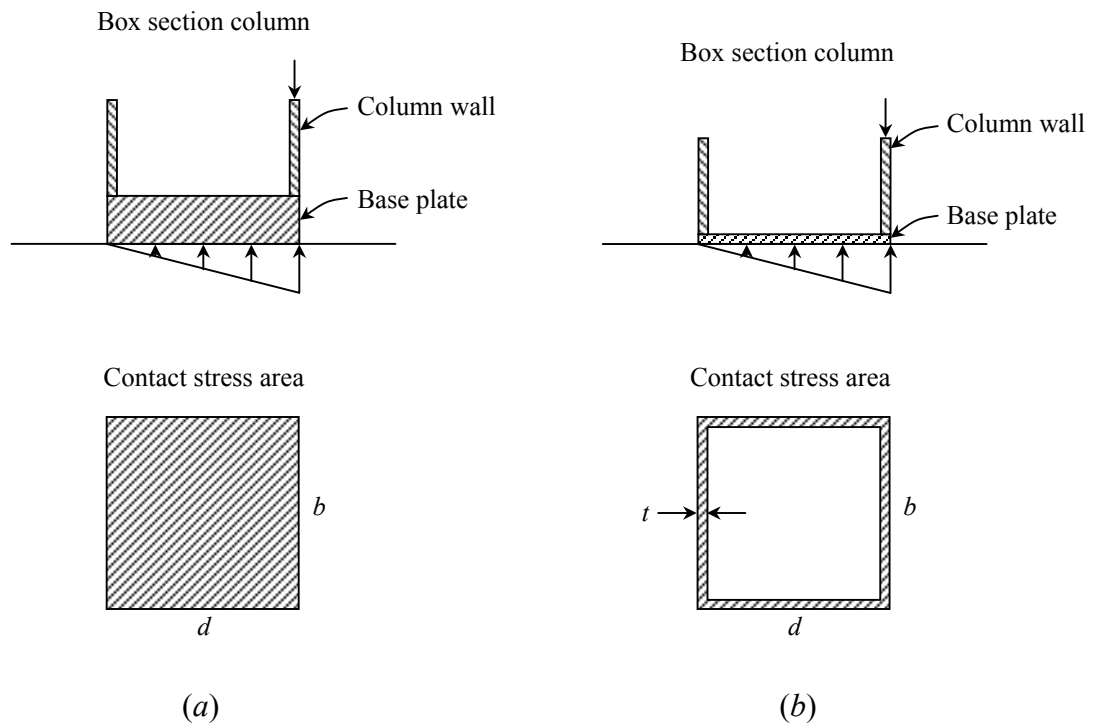 Box section column
Column wall
Base plate
Contact stress area
b
d
(a)
Box section column
Column wall
Base plate
Contact stress area
t
b
d
(b)